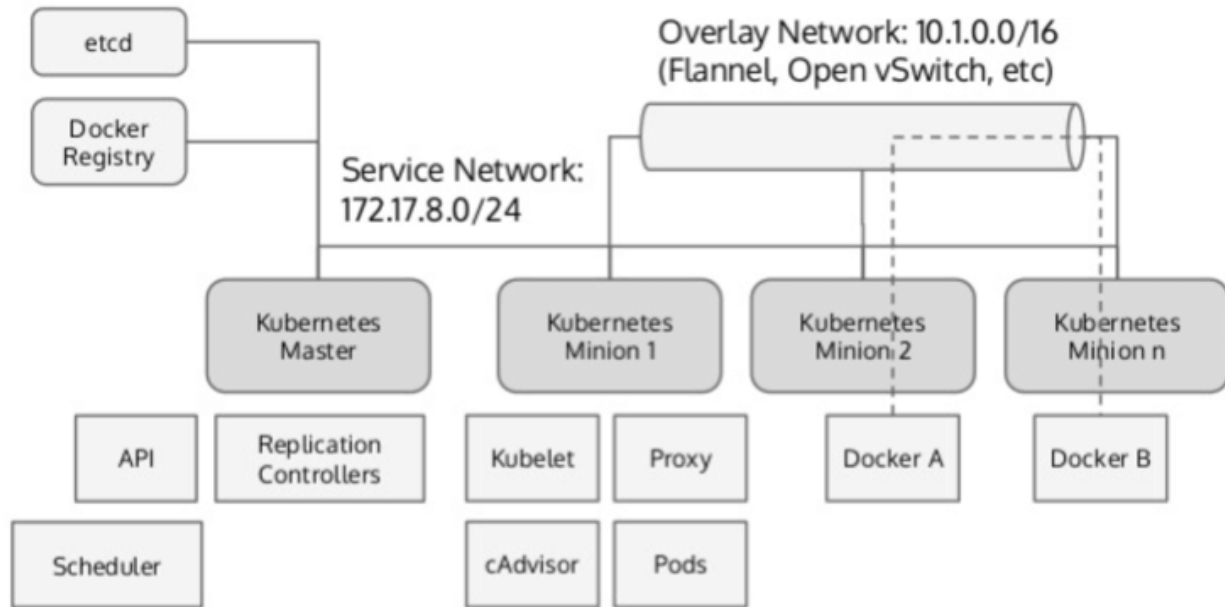 etcd
Overlay Network: 10.1.0.0/16
(Flannel, Open vSwitch, etc)
Docker
Registry
Service Network:
172.17.8.0/24
Kubernetes
Master
Kubernetes
Minion 1
Kubernetes
Minion 2
Kubernetes
Minion n
API
Replication
Controllers
Kubelet
Proxy
Docker A
Docker B
Scheduler
cAdvisor
Pods